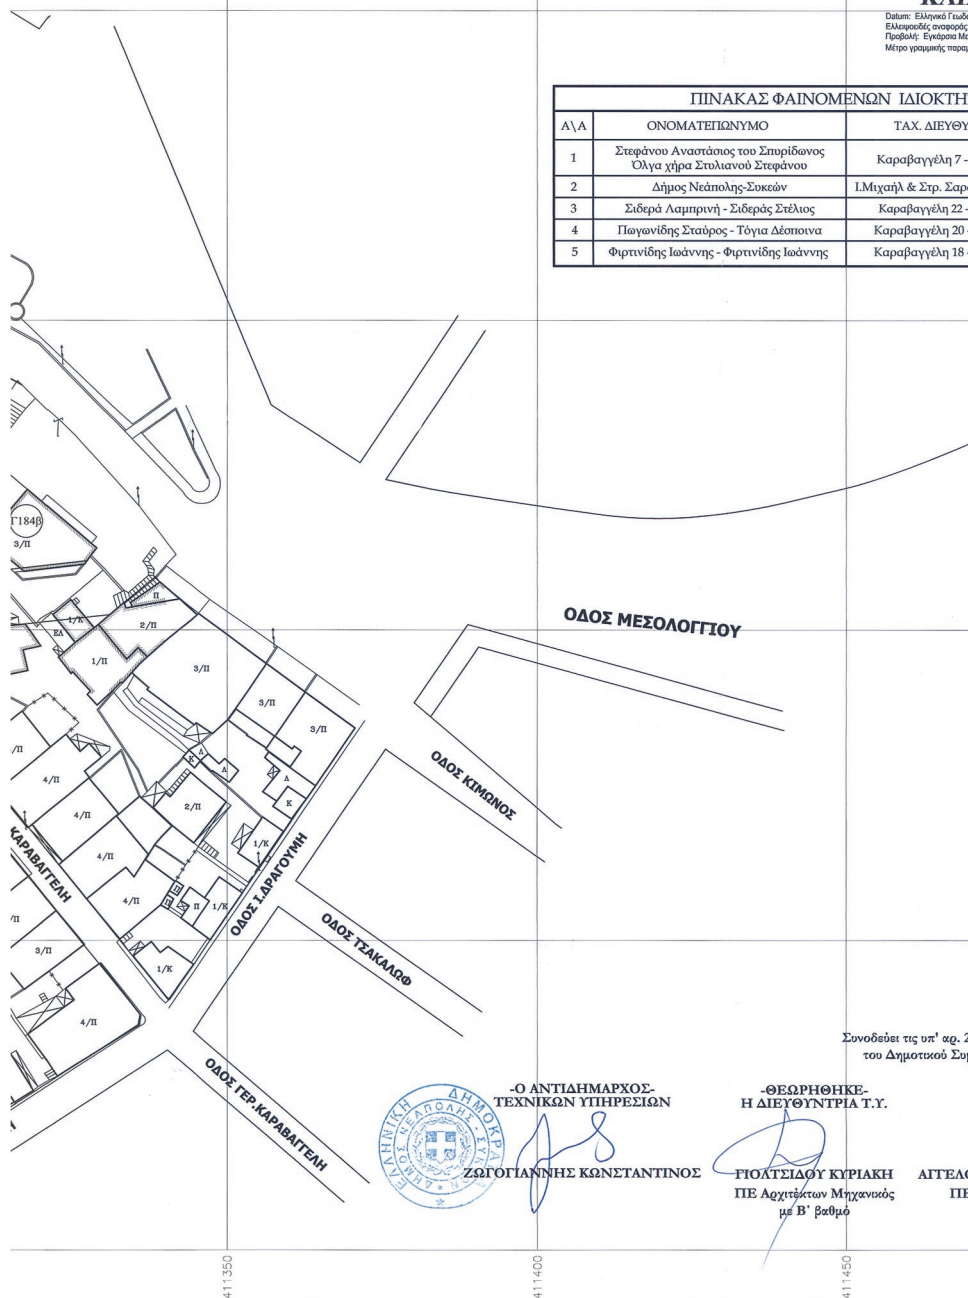 Datum: Ελληνικό
Ελλειψοειδές αναφοράς
Προβολή: Εγκάρσια
Μέτρο γραμμικής
ΠΙΝΑΚΑΣ ΦΑΙΝΟΜΕΝΩΝ ΙΔΙΟΚΤΗ
Α\Α ΟΝΟΜΑΤΕΠΩΝΥΜΟ ΤΑΧ. ΔΙΕΥΘΥ
1 Στεφάνου Αναστάσιος του Σπυρίδωνος
Όλγα χήρα Στυλιανού Στεφάνου Καραβαγγέλη 7 -
2 Δήμος Νεάπολης-Συκεών Ι.Μιχαήλ & Στρ. Σαρ
3 Σιδερά Λαμπρινή - Σιδεράς Στέλιος Καραβαγγέλη 22 -
4 Πωγωνίδης Σταύρος - Τόγια Δέσποινα Καραβαγγέλη 20 -
5 Φιρτινίδης Ιωάννης - Φιρτινίδης Ιωάννης Καραβαγγέλη 18 -
Γ184β
3/Π
Π
1/Κ
2/Π
ΕΛ
1/Π
3/Π
3/Π
3/Π
ΟΔΟΣ ΜΕΣΟΛΟΓΓΙΟΥ
/Π
4/Π
Κ
Λ
Λ
Λ
Κ
ΟΔΟΣ ΚΙΜΩΝΟΣ
4/Π
2/Π
1/Κ
ΚΑΡΑΒΑΓΓΕΛΗ
4/Π
4/Π
Π
1/Κ
ΟΔΟΣ Ι.ΔΡΑΓΟΥΜΗ
/Π
3/Π
1/Κ
4/Π
ΟΔΟΣ ΤΣΑΚΑΛΩΦ
ΟΔΟΣ ΓΕΡ.ΚΑΡΑΒΑΓΓΕΛΗ
Συνοδεύει τις υπ' αρ. 2
του Δημοτικού Συμ
-Ο ΑΝΤΙΔΗΜΑΡΧΟΣ-
ΤΕΧΝΙΚΩΝ ΥΠΗΡΕΣΙΩΝ
-ΘΕΩΡΗΘΗΚΕ-
Η ΔΙΕΥΘΥΝΤΡΙΑ Τ.Υ.
ΕΛΛΗΝΙΚΗ ΔΗΜΟΚΡΑ
ΔΗΜΟΣ ΝΕΑΠΟΛΗΣ - ΣΥΚΕΩΝ
ΖΩΓΟΓΙΑΝΝΗΣ ΚΩΝΣΤΑΝΤΙΝΟΣ
ΓΙΟΛΤΣΙΔΟΥ ΚΥΡΙΑΚΗ
ΠΕ Αρχιτέκτων Μηχανικός
με Β' βαθμό
ΑΓΓΕΛ
ΠΕ
411350
411400
411450